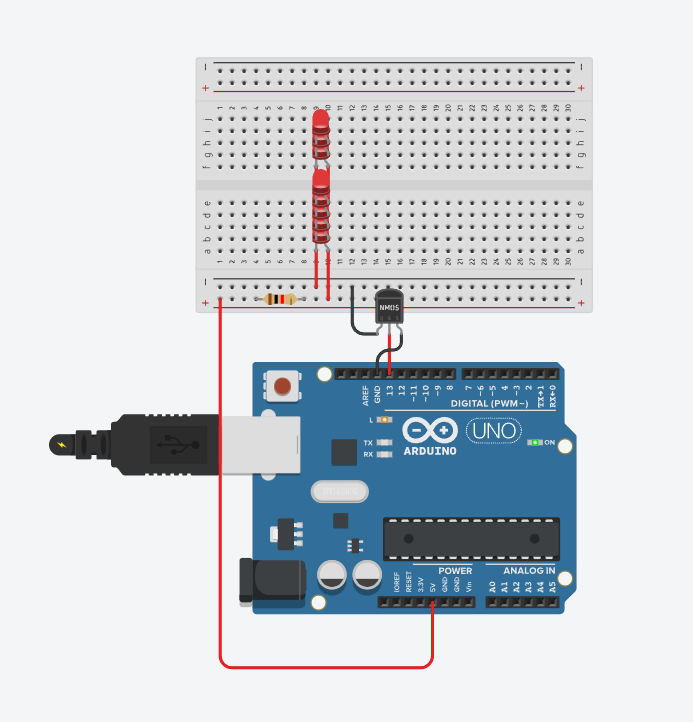 − −
+ +
1 2 3 4 5 6 7 8 9 10 11 12 13 14 15 16 17 18 19 20 21 22 23 24 25 26 27 28 29 30
j j
i i
h h
g g
f f
e e
d d
c c
b b
a a
1 2 3 4 5 6 7 8 9 10 11 12 13 14 15 16 17 18 19 20 21 22 23 24 25 26 27 28 29 30
− −
+ +
NMOS
AREF GND 13 12 ~11 ~10 ~9 8 7 ~6 ~5 4 ~3 2 TX→1 RX←0
DIGITAL (PWM~)
L
TX
RX
ARDUINO
UNO
ON
POWER ANALOG IN
IOREF RESET 3.3V 5V GND GND Vin A0 A1 A2 A3 A4 A5